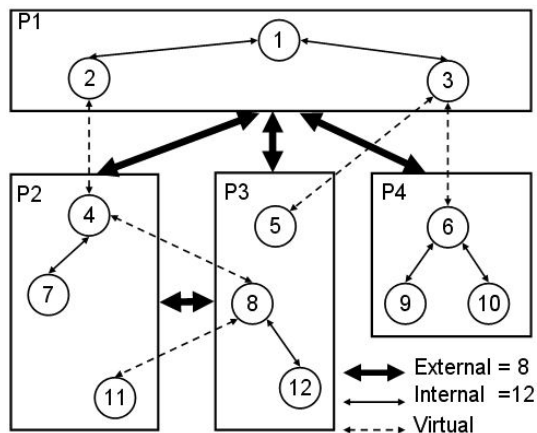 P1
1
2
3
P2
P3
P4
4
5
6
7
8
9
10
11
12
External = 8
Internal =12
Virtual